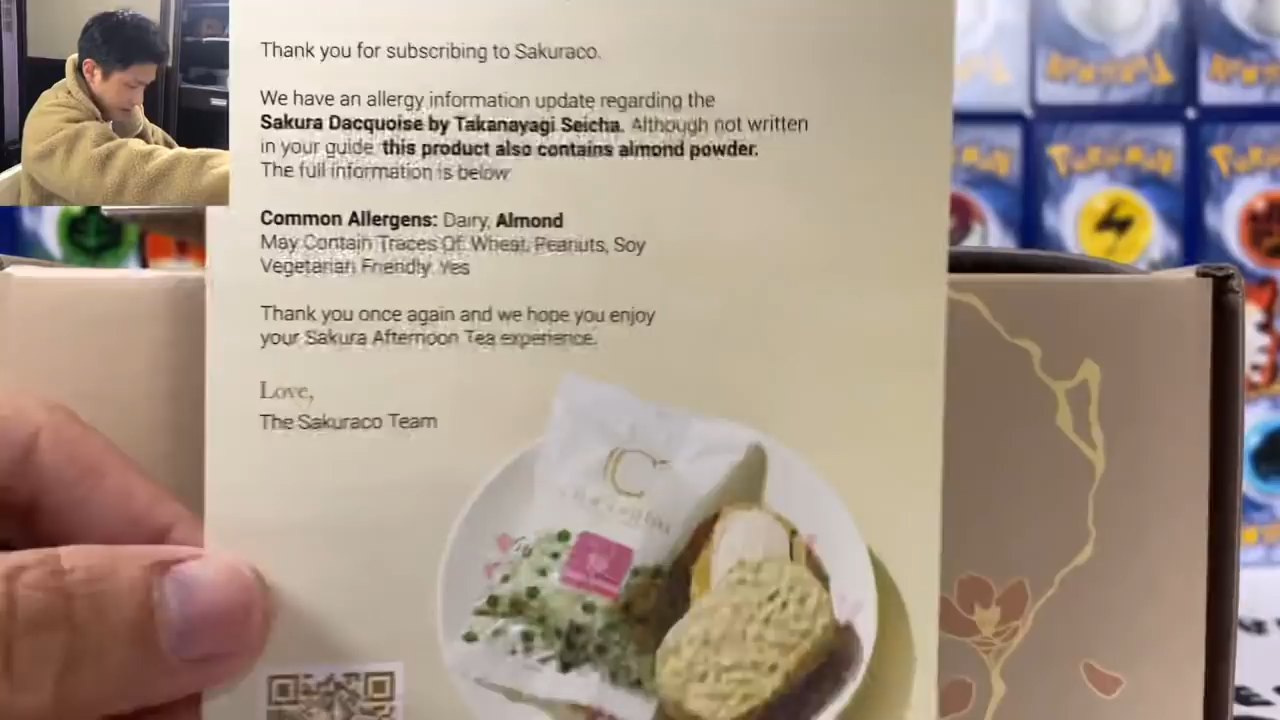 Thank you for subscribing to Sakuraco.
We have an allergy information update regarding the
Sakura Dacquoise by Takanayagi Seicha. Although not written
in your guide this product also contains almond powder.
The full information is below
Common Allergens: Dairy, Almond
May Contain Traces Of: Wheat, Peanuts, Soy
Vegetarian Friendly: Yes
Thank you once again and we hope you enjoy
your Sakura Afternoon Tea experience.
Love,
The Sakuraco Team